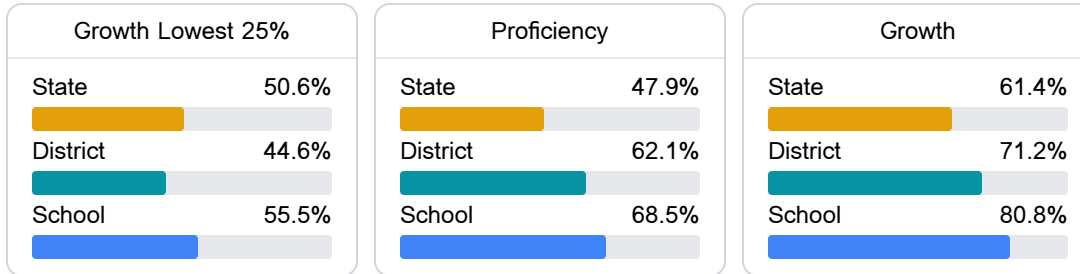 Growth Lowest 25%
State 50.6%
District 44.6%
School 55.5%
Proficiency
State 47.9%
District 62.1%
School 68.5%
Growth
State 61.4%
District 71.2%
School 80.8%